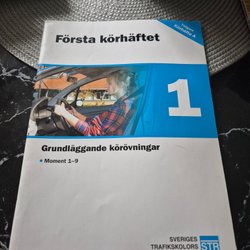 Första körhäftet
1
Grundläggande körövningar
• Moment 1–9
SVERIGES
TRAFIKSKOLORS
STR